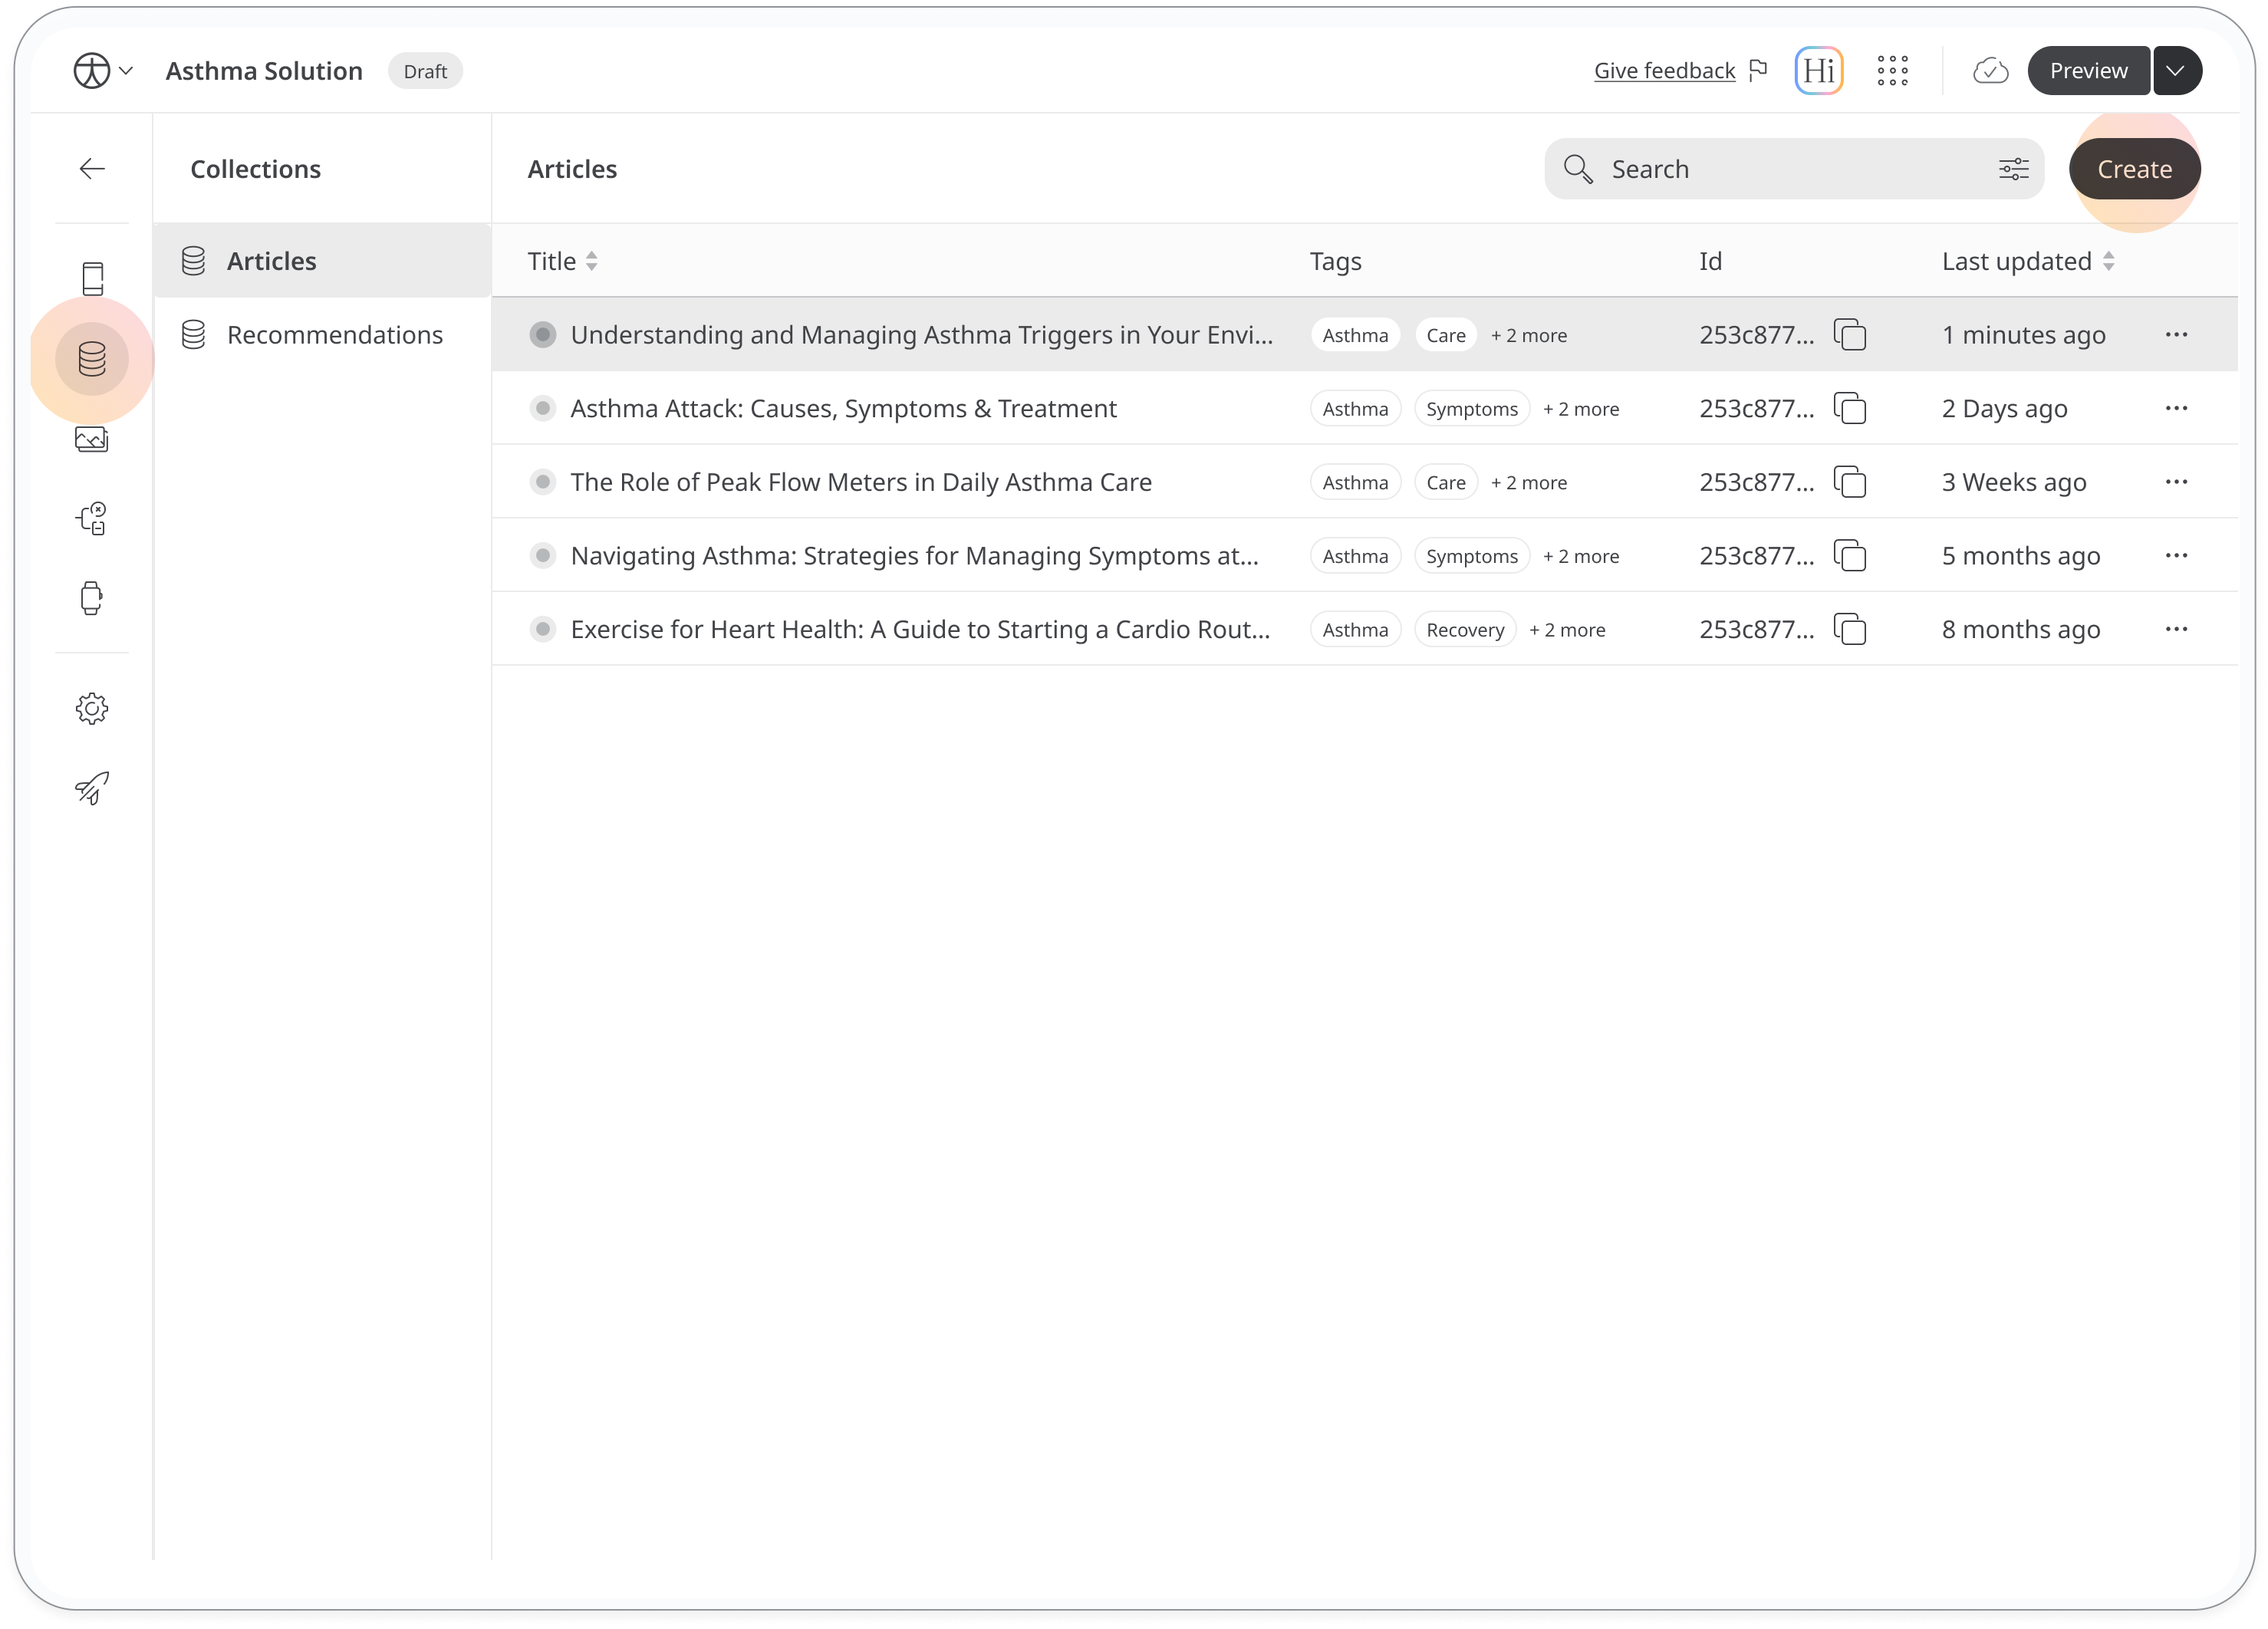 Asthma Solution Draft Give feedback Hi Preview
Collections Articles Search Create
Articles Title Tags Id Last updated
Recommendations Understanding and Managing Asthma Triggers in Your Envi... Asthma Care + 2 more 253c877... 1 minutes ago
Asthma Attack: Causes, Symptoms & Treatment Asthma Symptoms + 2 more 253c877... 2 Days ago
The Role of Peak Flow Meters in Daily Asthma Care Asthma Care + 2 more 253c877... 3 Weeks ago
Navigating Asthma: Strategies for Managing Symptoms at... Asthma Symptoms + 2 more 253c877... 5 months ago
Exercise for Heart Health: A Guide to Starting a Cardio Rout... Asthma Recovery + 2 more 253c877... 8 months ago